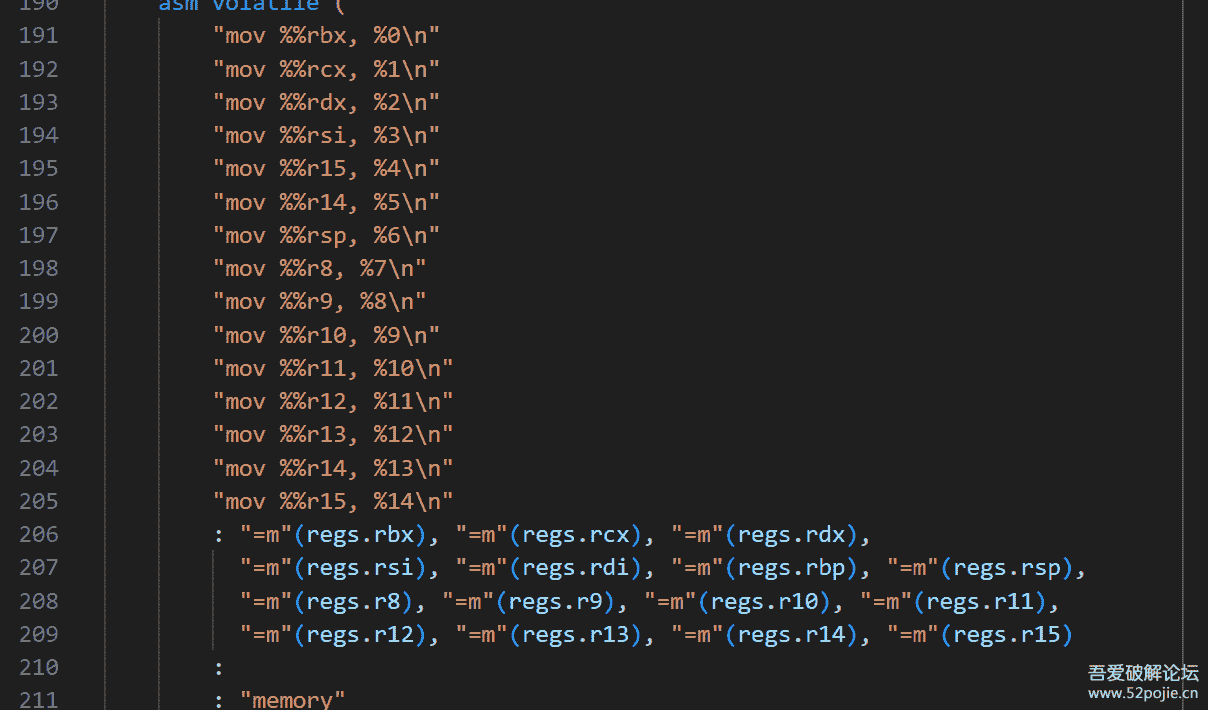 190 asm volatile (
191 "mov %%rbx, %0\n"
192 "mov %%rcx, %1\n"
193 "mov %%rdx, %2\n"
194 "mov %%rsi, %3\n"
195 "mov %%r15, %4\n"
196 "mov %%r14, %5\n"
197 "mov %%rsp, %6\n"
198 "mov %%r8, %7\n"
199 "mov %%r9, %8\n"
200 "mov %%r10, %9\n"
201 "mov %%r11, %10\n"
202 "mov %%r12, %11\n"
203 "mov %%r13, %12\n"
204 "mov %%r14, %13\n"
205 "mov %%r15, %14\n"
206 : "=m"(regs.rbx), "=m"(regs.rcx), "=m"(regs.rdx),
207 "=m"(regs.rsi), "=m"(regs.rdi), "=m"(regs.rbp), "=m"(regs.rsp),
208 "=m"(regs.r8), "=m"(regs.r9), "=m"(regs.r10), "=m"(regs.r11),
209 "=m"(regs.r12), "=m"(regs.r13), "=m"(regs.r14), "=m"(regs.r15)
210 :
211 : "memory"
吾爱破解论坛
www.52pojie.cn